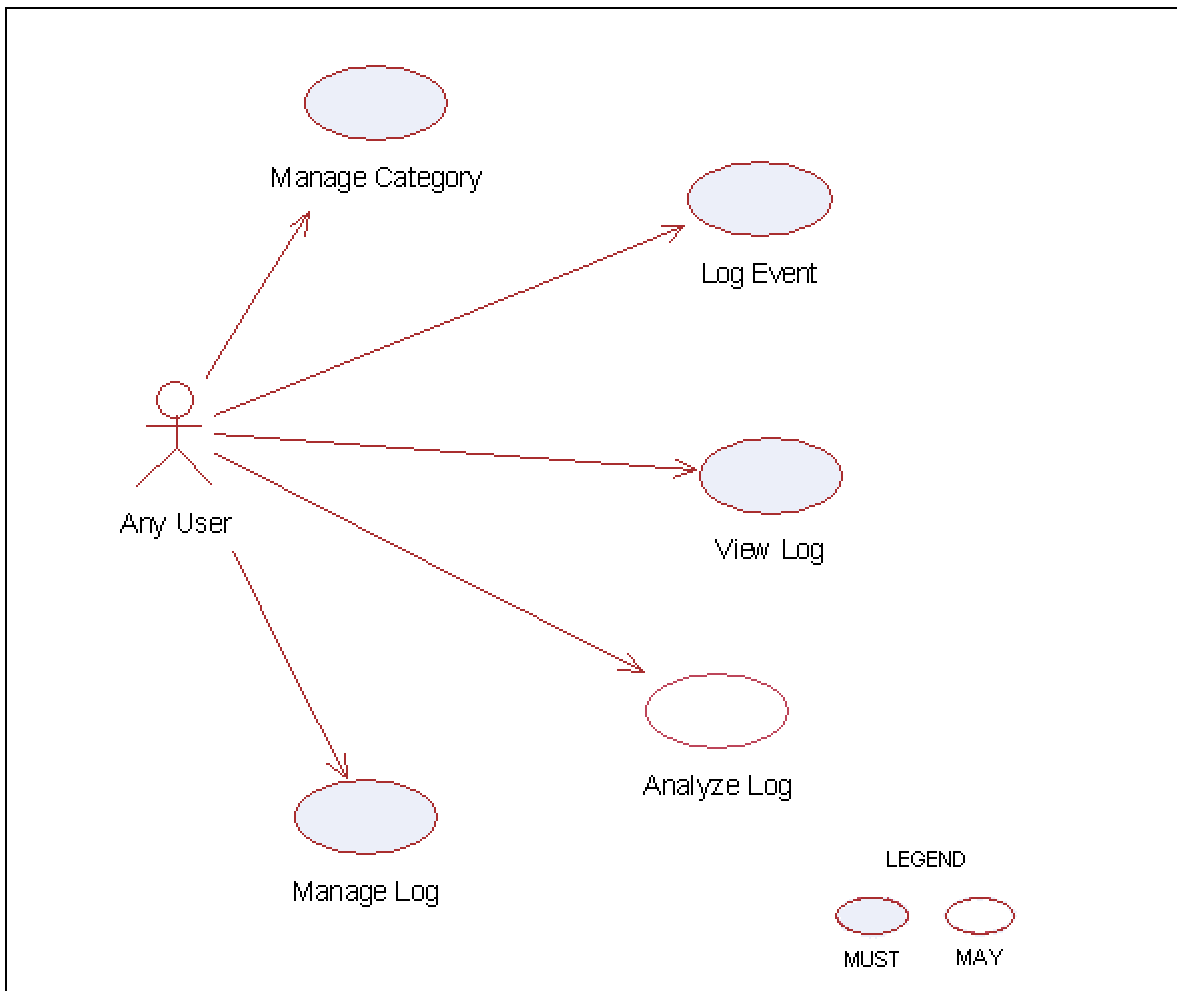 Manage Category
Log Event
Any User
View Log
Analyze Log
Manage Log
LEGEND
MUST
MAY